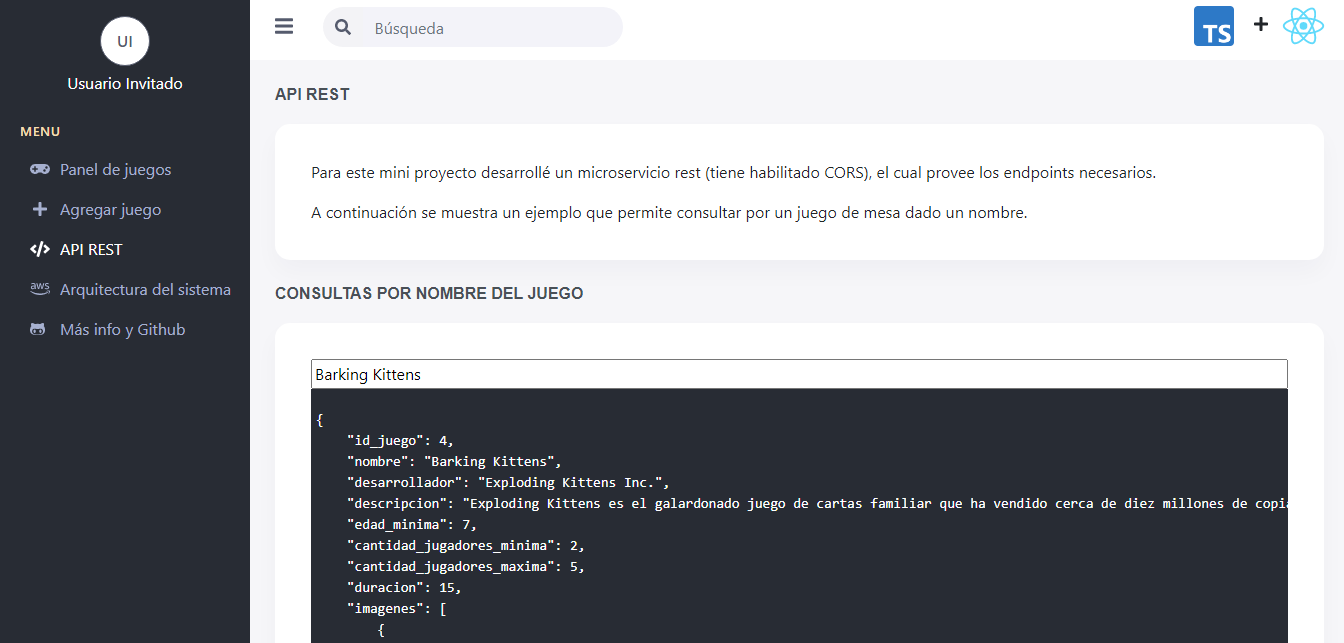 UI
Usuario Invitado
MENU
Panel de juegos
Agregar juego
API REST
aws Arquitectura del sistema
Más info y Github
Búsqueda
TS
API REST
Para este mini proyecto desarrollé un microservicio rest (tiene habilitado CORS), el cual provee los endpoints necesarios.
A continuación se muestra un ejemplo que permite consultar por un juego de mesa dado un nombre.
CONSULTAS POR NOMBRE DEL JUEGO
Barking Kittens
{
"id_juego": 4,
"nombre": "Barking Kittens",
"desarrollador": "Exploding Kittens Inc.",
"descripcion": "Exploding Kittens es el galardonado juego de cartas familiar que ha vendido cerca de diez millones de copia
"edad_minima": 7,
"cantidad_jugadores_minima": 2,
"cantidad_jugadores_maxima": 5,
"duracion": 15,
"imagenes": [
{